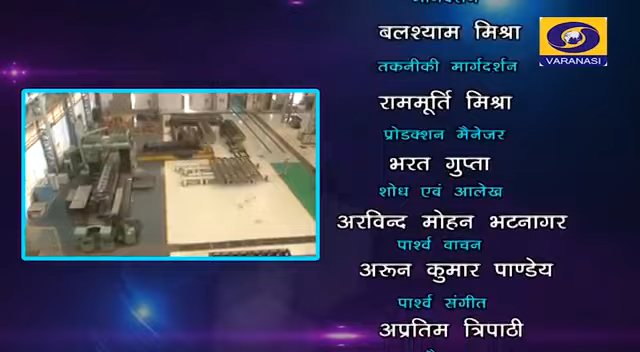 बालश्याम मिश्रा
VARANASI
तकनीकी मार्गदर्शन
राममूर्ति मिश्रा
प्रोडक्शन मैनेजर
भरत गुप्ता
शोध एवं आलेख
अरविन्द मोहन भटनागर
पार्श्व वाचन
अरून कुमार पाण्डेय
पार्श्व संगीत
अप्रतिम त्रिपाठी